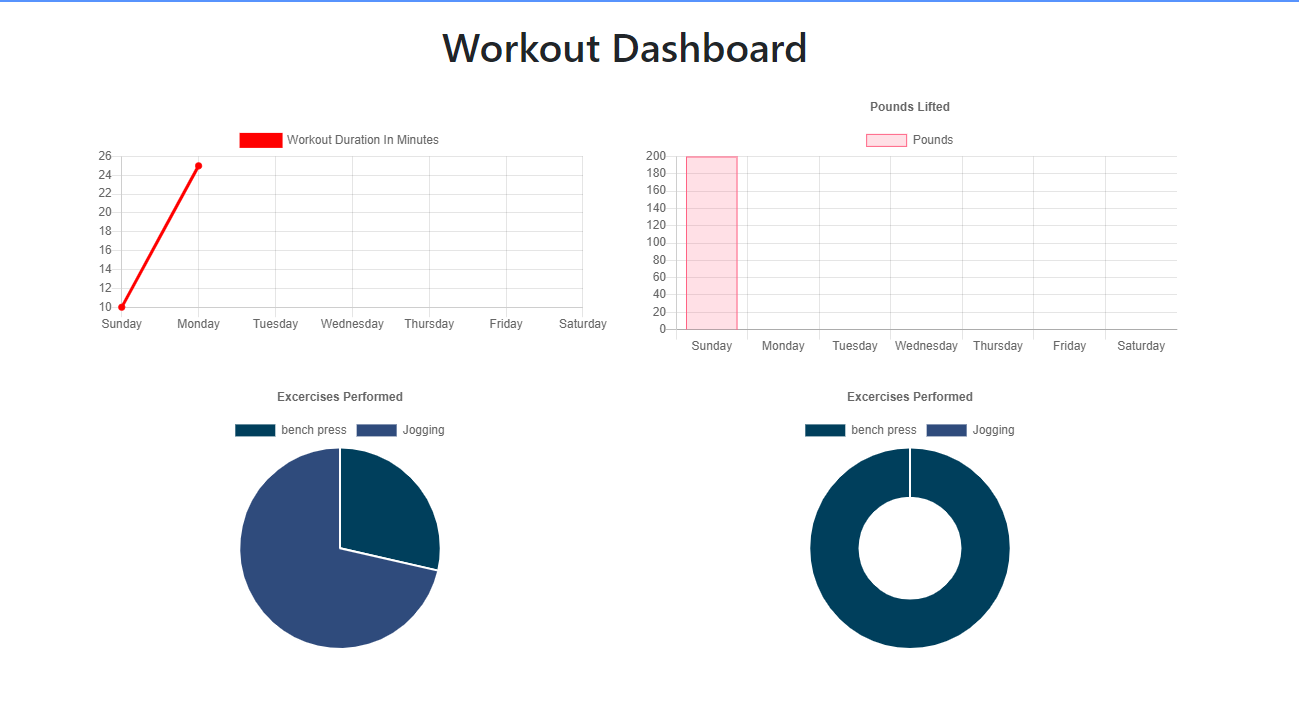 Workout Dashboard
Workout Duration In Minutes
26
24
22
20
18
16
14
12
10
Sunday Monday Tuesday Wednesday Thursday Friday Saturday
Pounds Lifted
Pounds
200
180
160
140
120
100
80
60
40
20
0
Sunday Monday Tuesday Wednesday Thursday Friday Saturday
Excercises Performed
bench press Jogging
Excercises Performed
bench press Jogging